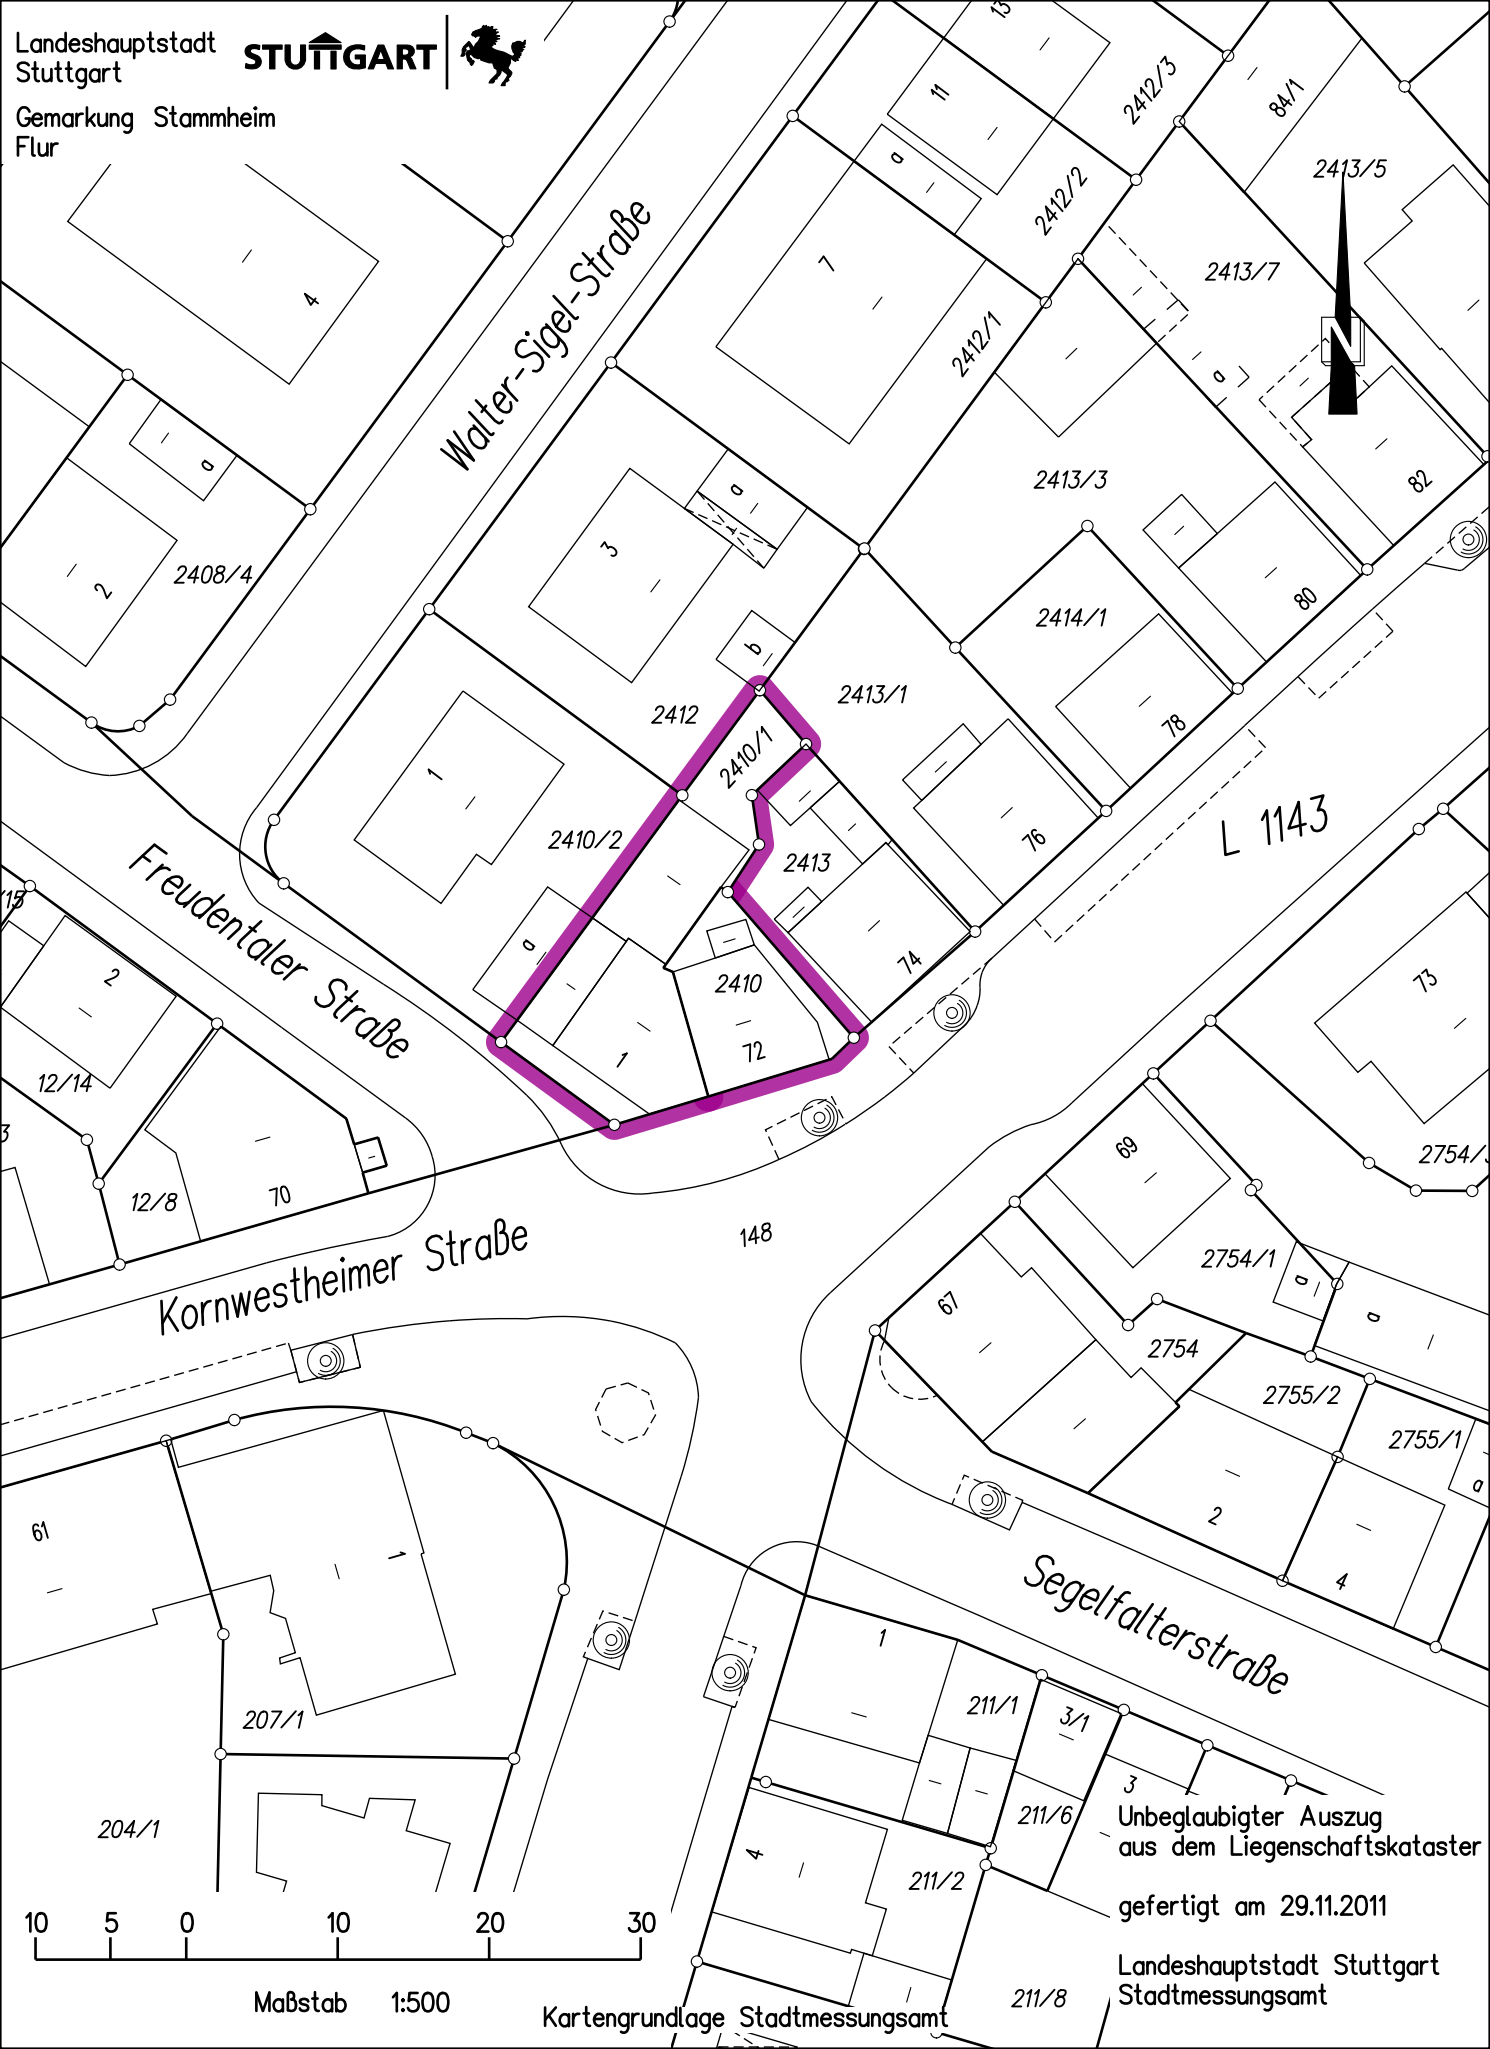 Landeshauptstadt
Stuttgart
STUTTGART
Gemarkung Stammheim
Flur
13
11
a
7
2412/3
84/1
2413/5
2412/2
2413/7
2412/1
N
4
Walter-Sigel-Straße
a
82
2413/3
a
2
2408/4
3
a
80
2414/1
b
2412
2413/1
78
1
2410/1
76
L 1143
2410/2
2413
Freudentaler Straße
/15
a
74
73
2
2410
12/14
1
72
3
69
2754/
12/8
70
148
2754/1
Kornwestheimer Straße
67
a
a
2754
2755/2
2755/1
a
61
1
2
4
Segelfalterstraße
1
207/1
211/1
3/1
3
204/1
4
211/6
Unbeglaubigter Auszug
aus dem Liegenschaftskataster
211/2
gefertigt am 29.11.2011
10 5 0 10 20 30
Landeshauptstadt Stuttgart
Stadtmessungsamt
211/8
Maßstab 1:500
Kartengrundlage Stadtmessungsamt